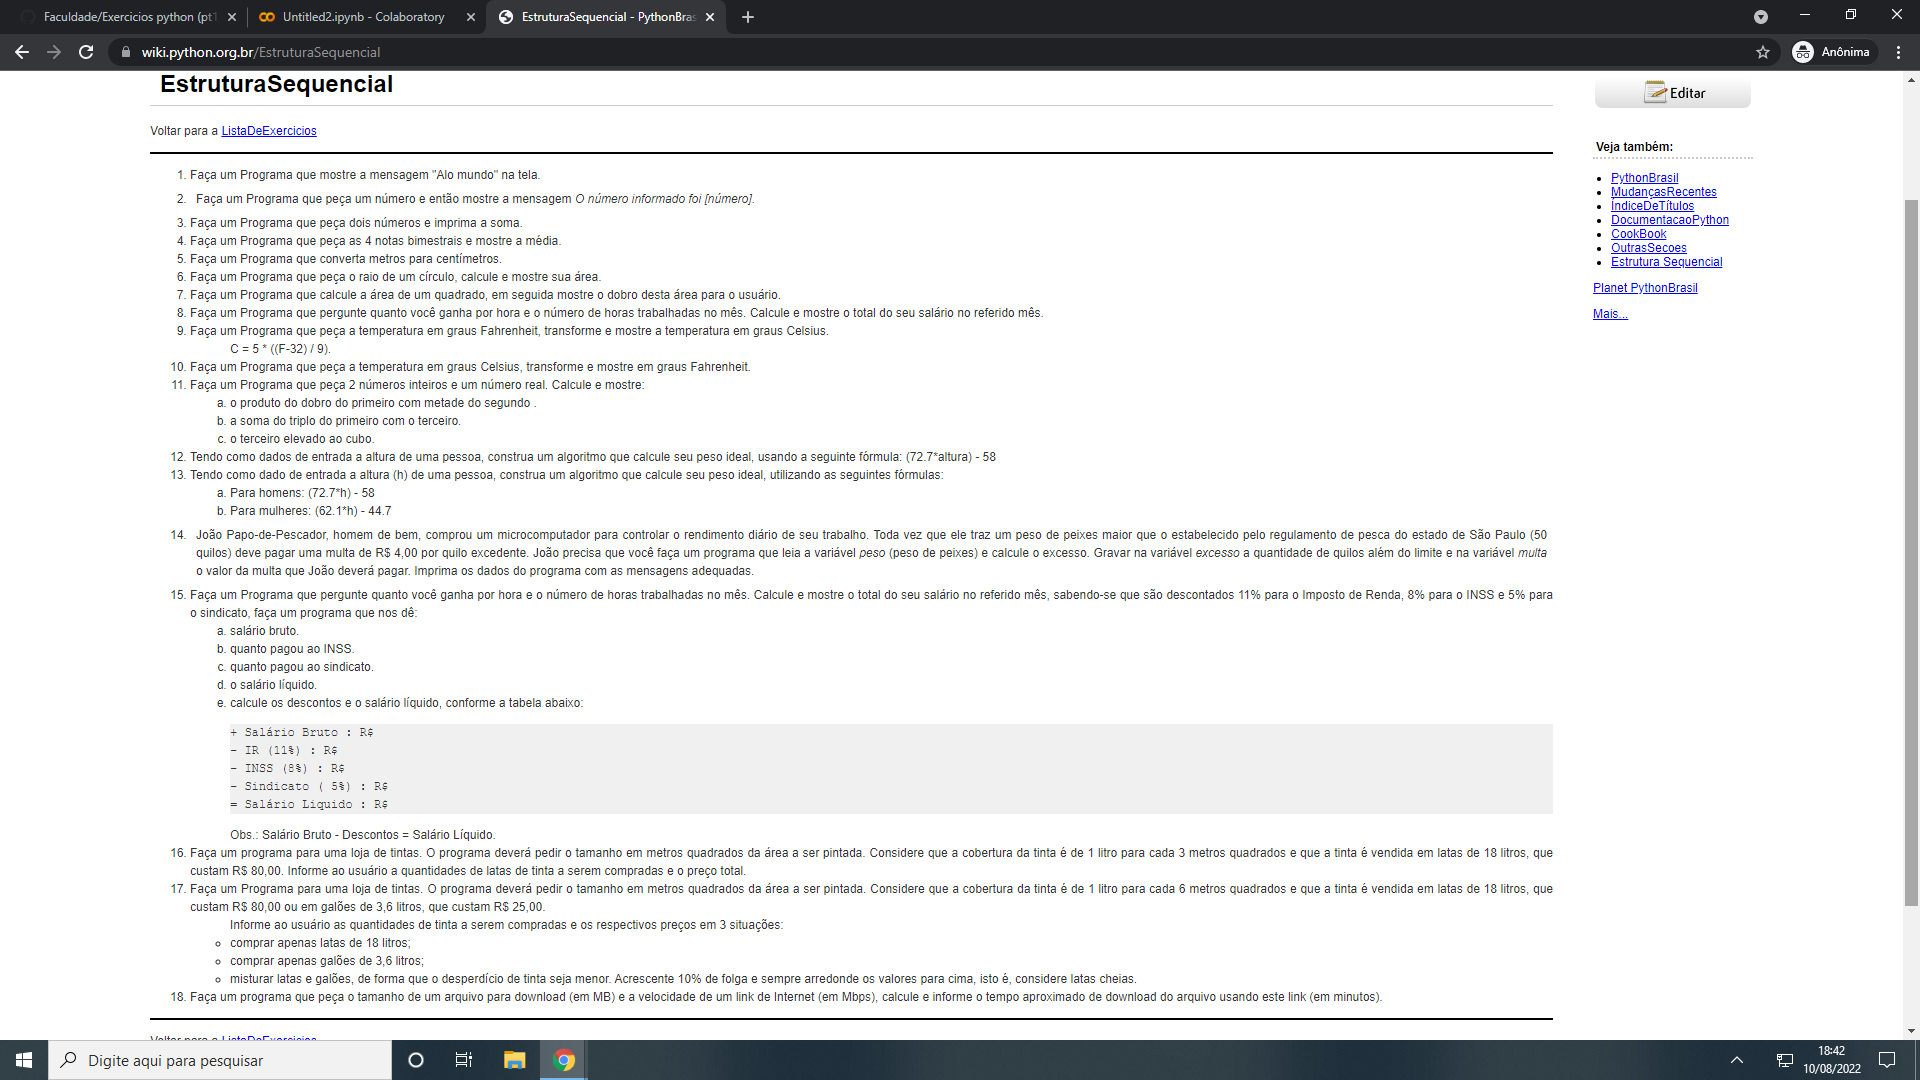 Faculdade/Exercicios python (pt1
Untitled2.ipynb - Colaboratory
EstruturaSequencial - PythonBras
wiki.python.org.br/EstruturaSequencial
Anônima
EstruturaSequencial
Editar
Voltar para a ListaDeExercicios
1. Faça um Programa que mostre a mensagem "Alo mundo" na tela.
2. Faça um Programa que peça um número e então mostre a mensagem O número informado foi [número].
3. Faça um Programa que peça dois números e imprima a soma.
4. Faça um Programa que peça as 4 notas bimestrais e mostre a média.
5. Faça um Programa que converta metros para centímetros.
6. Faça um Programa que peça o raio de um círculo, calcule e mostre sua área.
7. Faça um Programa que calcule a área de um quadrado, em seguida mostre o dobro desta área para o usuário.
8. Faça um Programa que pergunte quanto você ganha por hora e o número de horas trabalhadas no mês. Calcule e mostre o total do seu salário no referido mês.
9. Faça um Programa que peça a temperatura em graus Fahrenheit, transforme e mostre a temperatura em graus Celsius.
C = 5 * ((F-32) / 9).
10. Faça um Programa que peça a temperatura em graus Celsius, transforme e mostre em graus Fahrenheit.
11. Faça um Programa que peça 2 números inteiros e um número real. Calcule e mostre:
a. o produto do dobro do primeiro com metade do segundo .
b. a soma do triplo do primeiro com o terceiro.
c. o terceiro elevado ao cubo.
12. Tendo como dados de entrada a altura de uma pessoa, construa um algoritmo que calcule seu peso ideal, usando a seguinte fórmula: (72.7*altura) - 58
13. Tendo como dado de entrada a altura (h) de uma pessoa, construa um algoritmo que calcule seu peso ideal, utilizando as seguintes fórmulas:
a. Para homens: (72.7*h) - 58
b. Para mulheres: (62.1*h) - 44.7
14. João Papo-de-Pescador, homem de bem, comprou um microcomputador para controlar o rendimento diário de seu trabalho. Toda vez que ele traz um peso de peixes maior que o estabelecido pelo regulamento de pesca do estado de São Paulo (50
quilos) deve pagar uma multa de R$ 4,00 por quilo excedente. João precisa que você faça um programa que leia a variável peso (peso de peixes) e calcule o excesso. Gravar na variável excesso a quantidade de quilos além do limite e na variável multa
o valor da multa que João deverá pagar. Imprima os dados do programa com as mensagens adequadas.
15. Faça um Programa que pergunte quanto você ganha por hora e o número de horas trabalhadas no mês. Calcule e mostre o total do seu salário no referido mês, sabendo-se que são descontados 11% para o Imposto de Renda, 8% para o INSS e 5% para
o sindicato, faça um programa que nos dê:
a. salário bruto.
b. quanto pagou ao INSS.
c. quanto pagou ao sindicato.
d. o salário líquido.
e. calcule os descontos e o salário líquido, conforme a tabela abaixo:
+ Salário Bruto : R$
- IR (11%) : R$
- INSS (8%) : R$
- Sindicato ( 5%) : R$
= Salário Liquido : R$
Obs.: Salário Bruto - Descontos = Salário Líquido.
16. Faça um programa para uma loja de tintas. O programa deverá pedir o tamanho em metros quadrados da área a ser pintada. Considere que a cobertura da tinta é de 1 litro para cada 3 metros quadrados e que a tinta é vendida em latas de 18 litros, que
custam R$ 80,00. Informe ao usuário a quantidades de latas de tinta a serem compradas e o preço total.
17. Faça um Programa para uma loja de tintas. O programa deverá pedir o tamanho em metros quadrados da área a ser pintada. Considere que a cobertura da tinta é de 1 litro para cada 6 metros quadrados e que a tinta é vendida em latas de 18 litros, que
custam R$ 80,00 ou em galões de 3,6 litros, que custam R$ 25,00.
Informe ao usuário as quantidades de tinta a serem compradas e os respectivos preços em 3 situações:
comprar apenas latas de 18 litros;
comprar apenas galões de 3,6 litros;
misturar latas e galões, de forma que o desperdício de tinta seja menor. Acrescente 10% de folga e sempre arredonde os valores para cima, isto é, considere latas cheias.
18. Faça um programa que peça o tamanho de um arquivo para download (em MB) e a velocidade de um link de Internet (em Mbps), calcule e informe o tempo aproximado de download do arquivo usando este link (em minutos).
Voltar para a ListaDeExercicios
Veja também:
PythonBrasil
MudançasRecentes
ÍndiceDeTítulos
DocumentacaoPython
CookBook
OutrasSecoes
Estrutura Sequencial
Planet PythonBrasil
Mais...
Digite aqui para pesquisar
18:42
10/08/2022